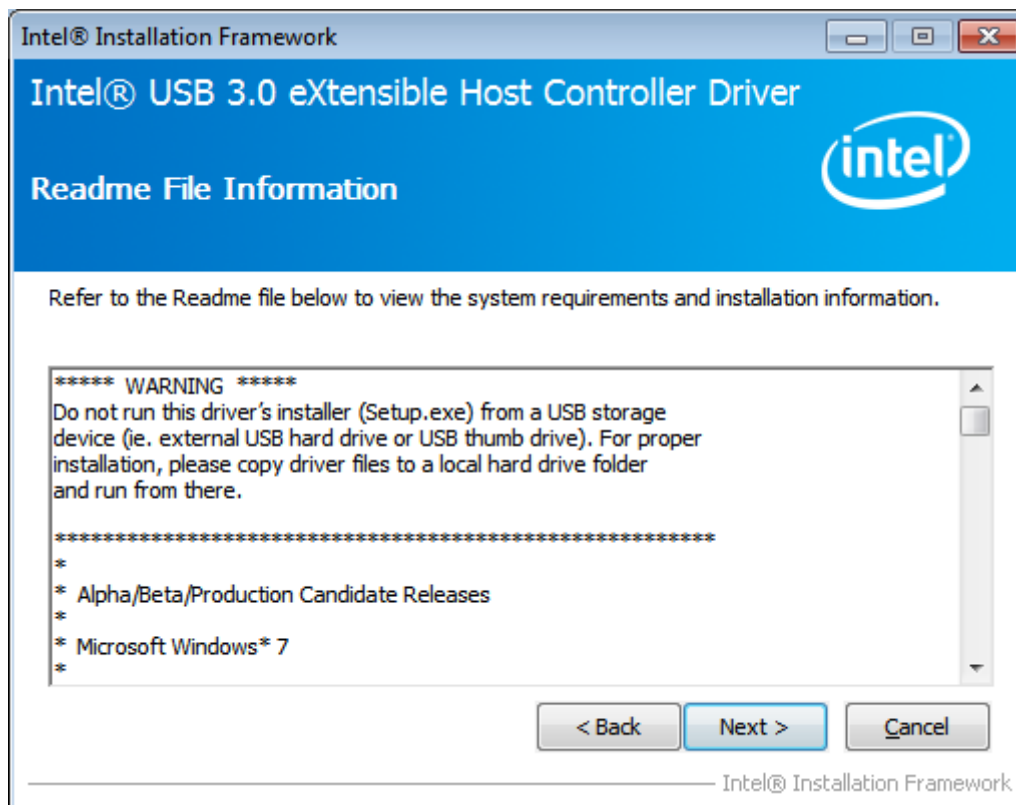 Intel® Installation Framework
Intel® USB 3.0 eXtensible Host Controller Driver
intel
Readme File Information
Refer to the Readme file below to view the system requirements and installation information.
***** WARNING *****
Do not run this driver's installer (Setup.exe) from a USB storage
device (ie. external USB hard drive or USB thumb drive). For proper
installation, please copy driver files to a local hard drive folder
and run from there.
*******************************************************
*
* Alpha/Beta/Production Candidate Releases
*
* Microsoft Windows* 7
*
< Back
Next >
Cancel
Intel® Installation Framework